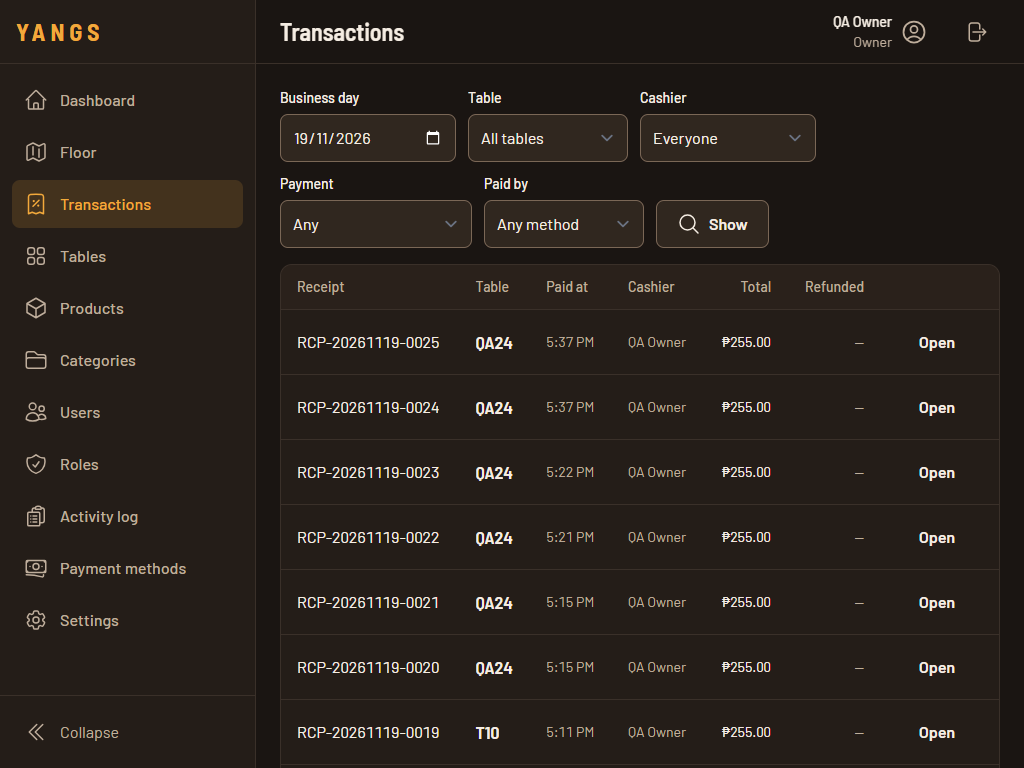 YANGS
Transactions
QA Owner
Owner
Dashboard
Floor
Transactions
Tables
Products
Categories
Users
Roles
Activity log
Payment methods
Settings
Collapse
Business day Table Cashier
19/11/2026 All tables Everyone
Payment Paid by
Any Any method Show
Receipt Table Paid at Cashier Total Refunded
RCP-20261119-0025 QA24 5:37 PM QA Owner ₱255.00 – Open
RCP-20261119-0024 QA24 5:37 PM QA Owner ₱255.00 – Open
RCP-20261119-0023 QA24 5:22 PM QA Owner ₱255.00 – Open
RCP-20261119-0022 QA24 5:21 PM QA Owner ₱255.00 – Open
RCP-20261119-0021 QA24 5:15 PM QA Owner ₱255.00 – Open
RCP-20261119-0020 QA24 5:15 PM QA Owner ₱255.00 – Open
RCP-20261119-0019 T10 5:11 PM QA Owner ₱255.00 – Open